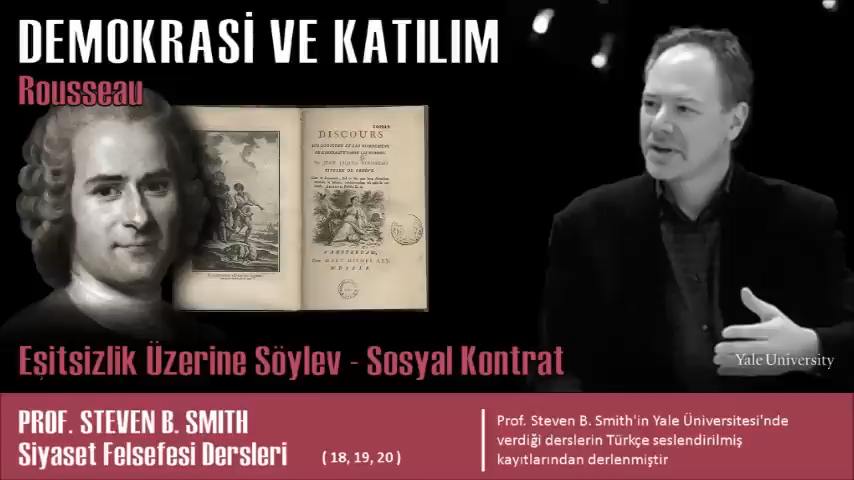 DEMOKRASİ VE KATILIM
Rousseau
DISCOURS
A AMSTERDAM,
Yale University
Eşitsizlik Üzerine Söylev - Sosyal Kontrat
PROF. STEVEN B. SMITH
Siyaset Felsefesi Dersleri ( 18, 19, 20 )
Prof. Steven B. Smith'in Yale Üniversitesi'nde
verdiği derslerin Türkçe seslendirilmiş
kayıtlarından derlenmiştir